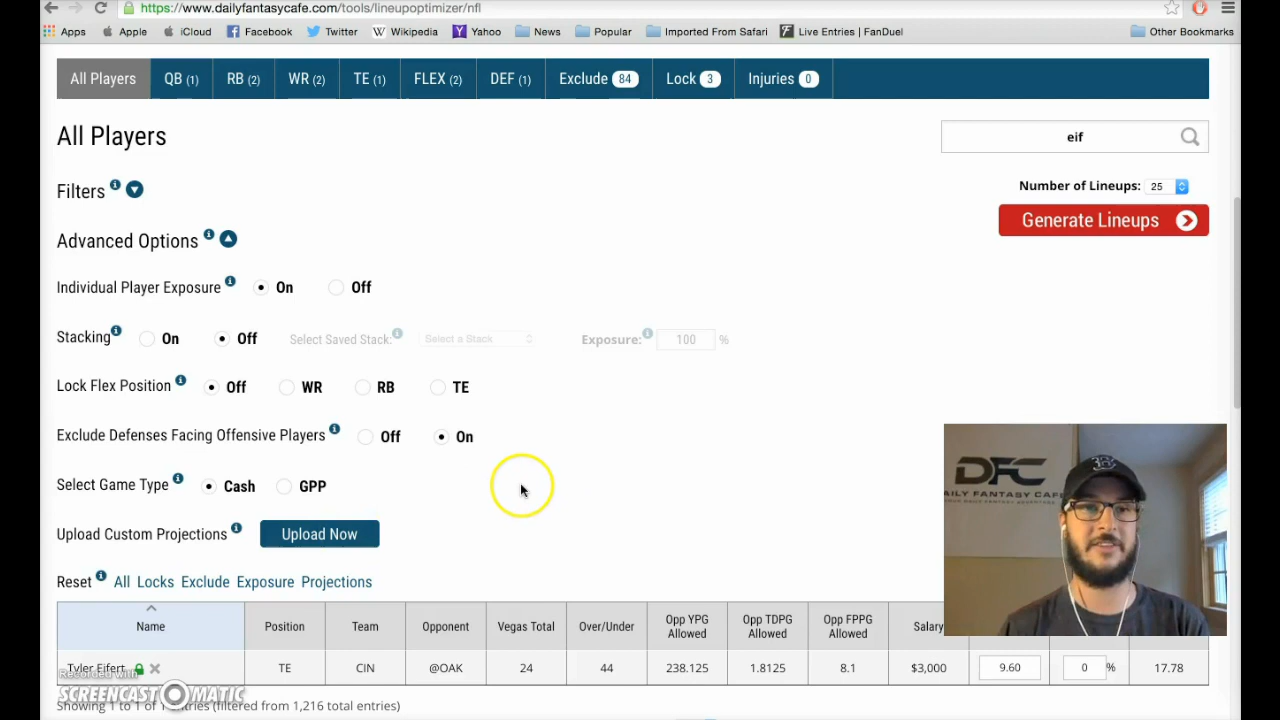 https://www.dailyfantasycafe.com/tools/lineupoptimizer/nfl
Apps Apple iCloud Facebook Twitter Wikipedia Yahoo News Popular Imported From Safari Live Entries | FanDuel Other Bookmarks
All Players QB (1) RB (2) WR (2) TE (1) FLEX (2) DEF (1) Exclude 84 Lock 3 Injuries 0
All Players
eif
Filters
Number of Lineups: 25
Generate Lineups
Advanced Options
Individual Player Exposure On Off
Stacking On Off Select Saved Stack: Select a Stack Exposure: 100 %
Lock Flex Position Off WR RB TE
Exclude Defenses Facing Offensive Players Off On
Select Game Type Cash GPP
Upload Custom Projections Upload Now
DFC
DAILY FANTASY CAFE
Reset All Locks Exclude Exposure Projections
Name Position Team Opponent Vegas Total Over/Under Opp YPG Allowed Opp TDPG Allowed Opp FPPG Allowed Salary
Tyler Eifert TE CIN @OAK 24 44 238.125 1.8125 8.1 $3,000 9.60 0 % 17.78
Recorded with
SCREENCAST-O-MATIC
Showing 1 to 1 of 1 entries (filtered from 1,216 total entries)